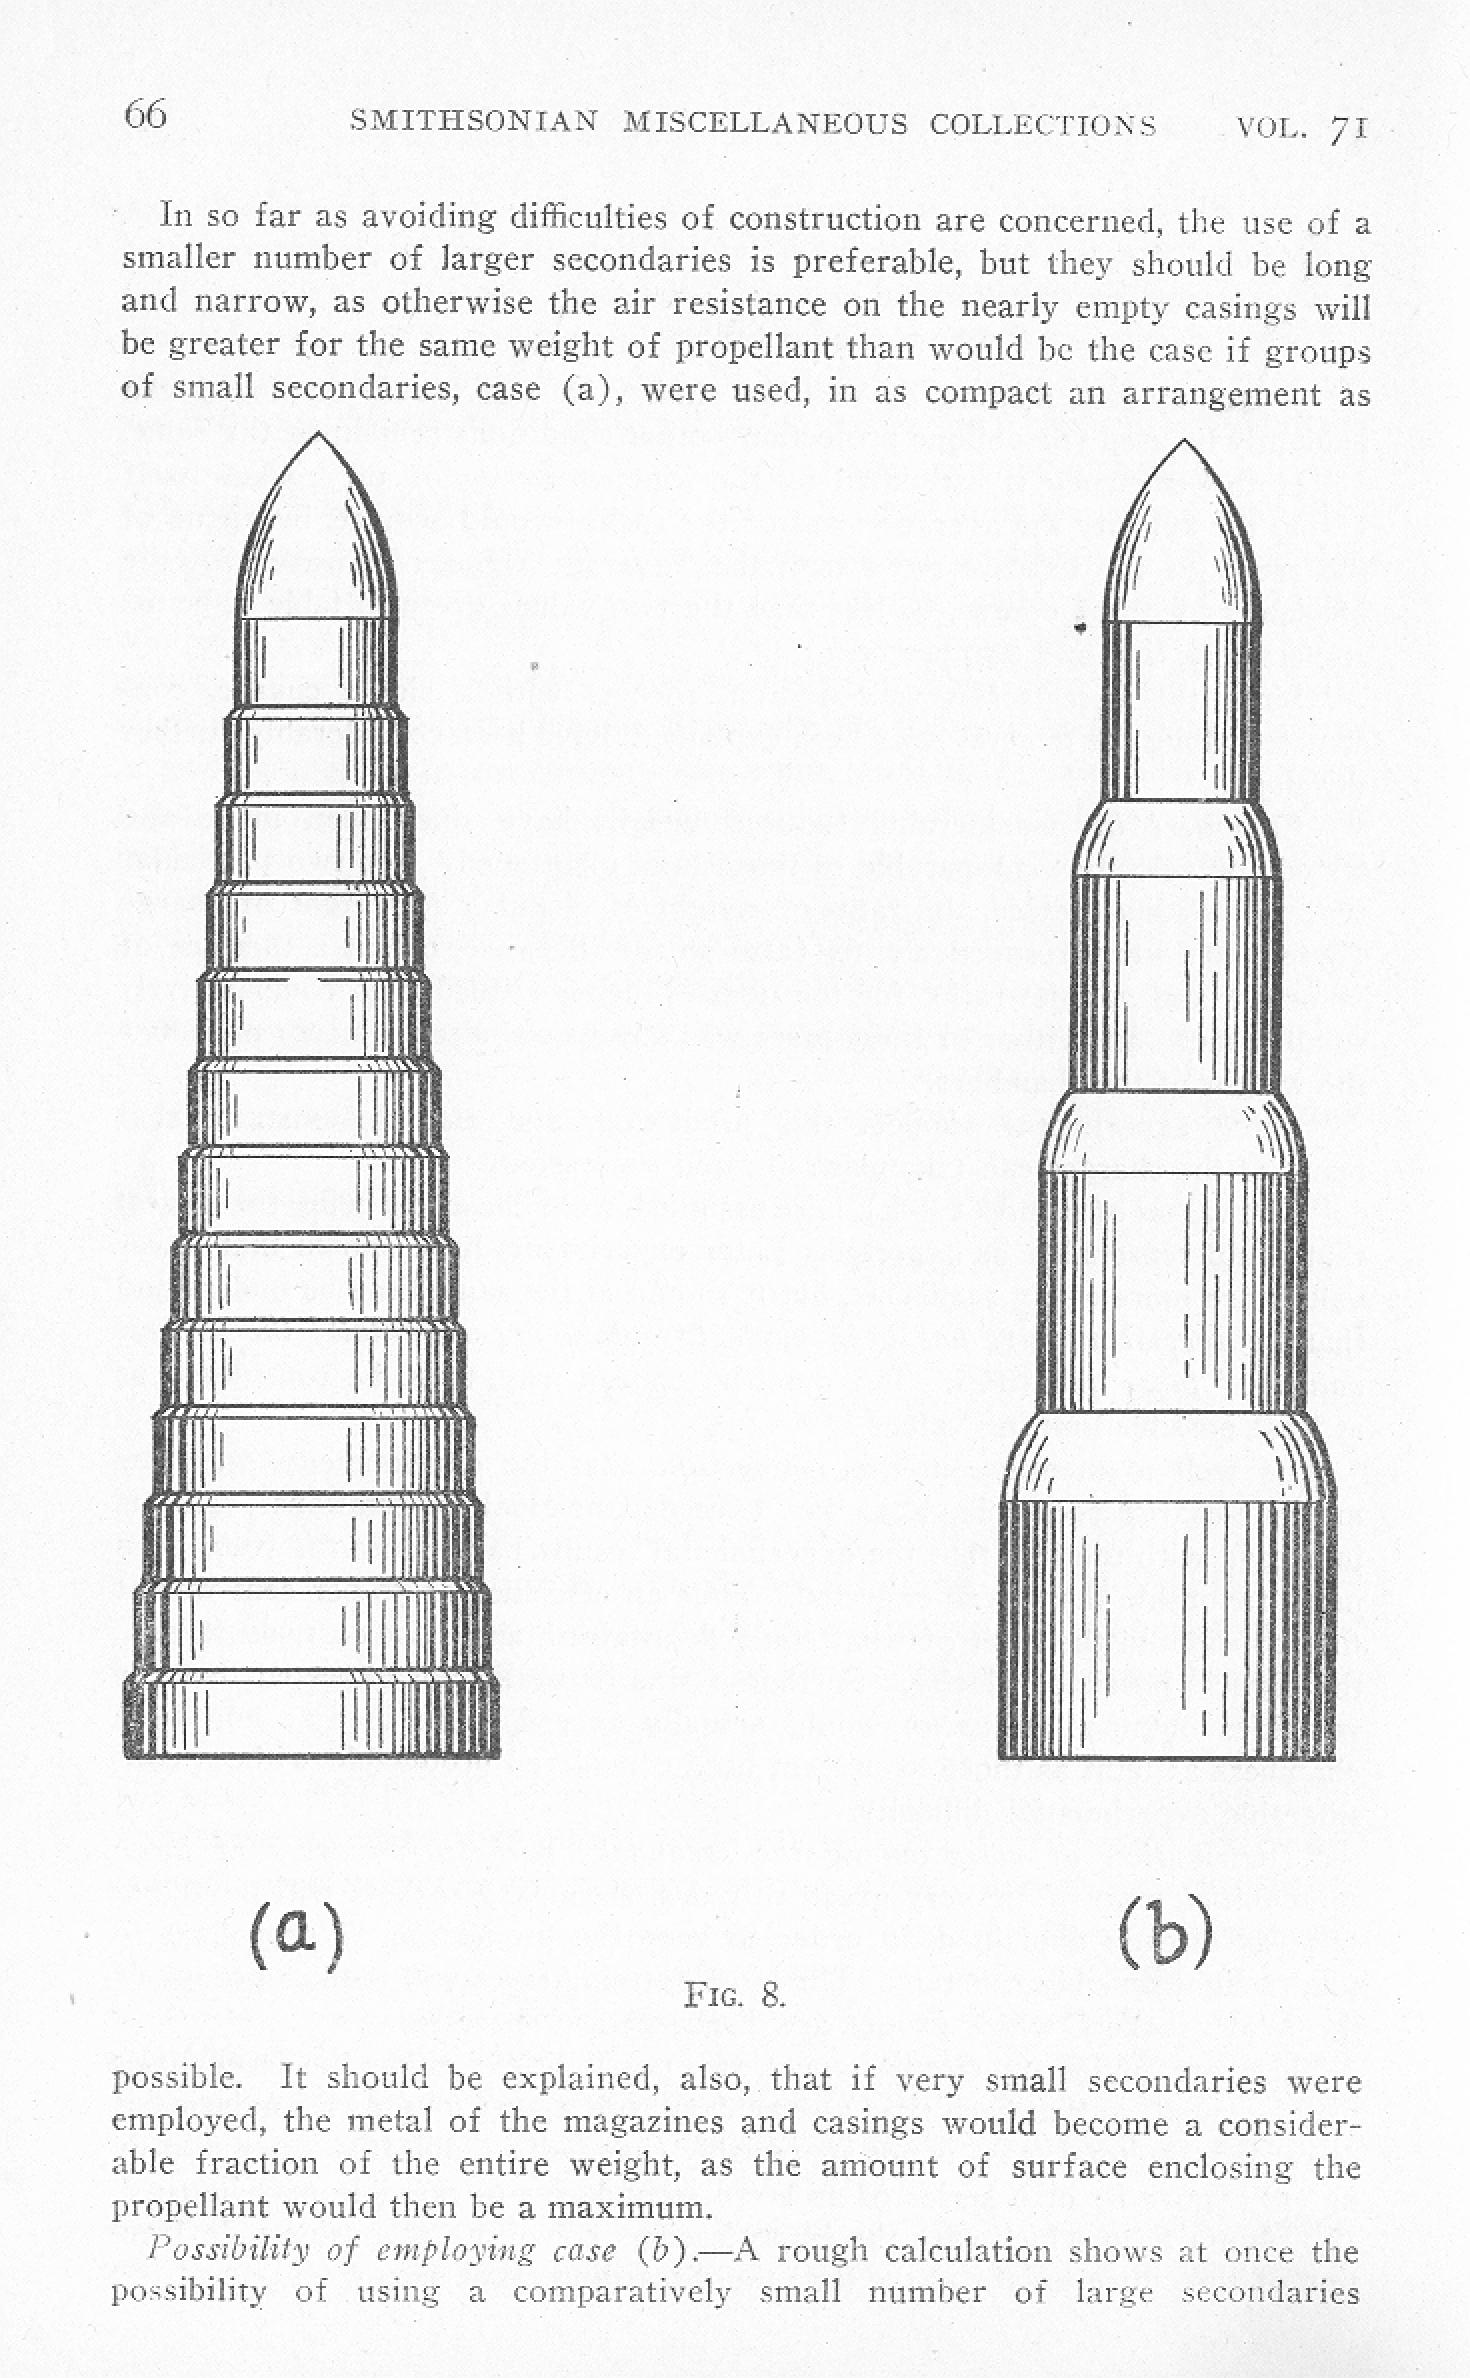 66 SMITHSONIAN MISCELLANEOUS COLLECTIONS VOL. 71
In so far as avoiding difficulties of construction are concerned, the use of a
smaller number of larger secondaries is preferable, but they should be long
and narrow, as otherwise the air resistance on the nearly empty casings will
be greater for the same weight of propellant than would be the case if groups
of small secondaries, case (a), were used, in as compact an arrangement as
(a)
(b)
FIG. 8.
possible. It should be explained, also, that if very small secondaries were
employed, the metal of the magazines and casings would become a consider-
able fraction of the entire weight, as the amount of surface enclosing the
propellant would then be a maximum.
Possibility of employing case (b).—A rough calculation shows at once the
possibility of using a comparatively small number of large secondaries